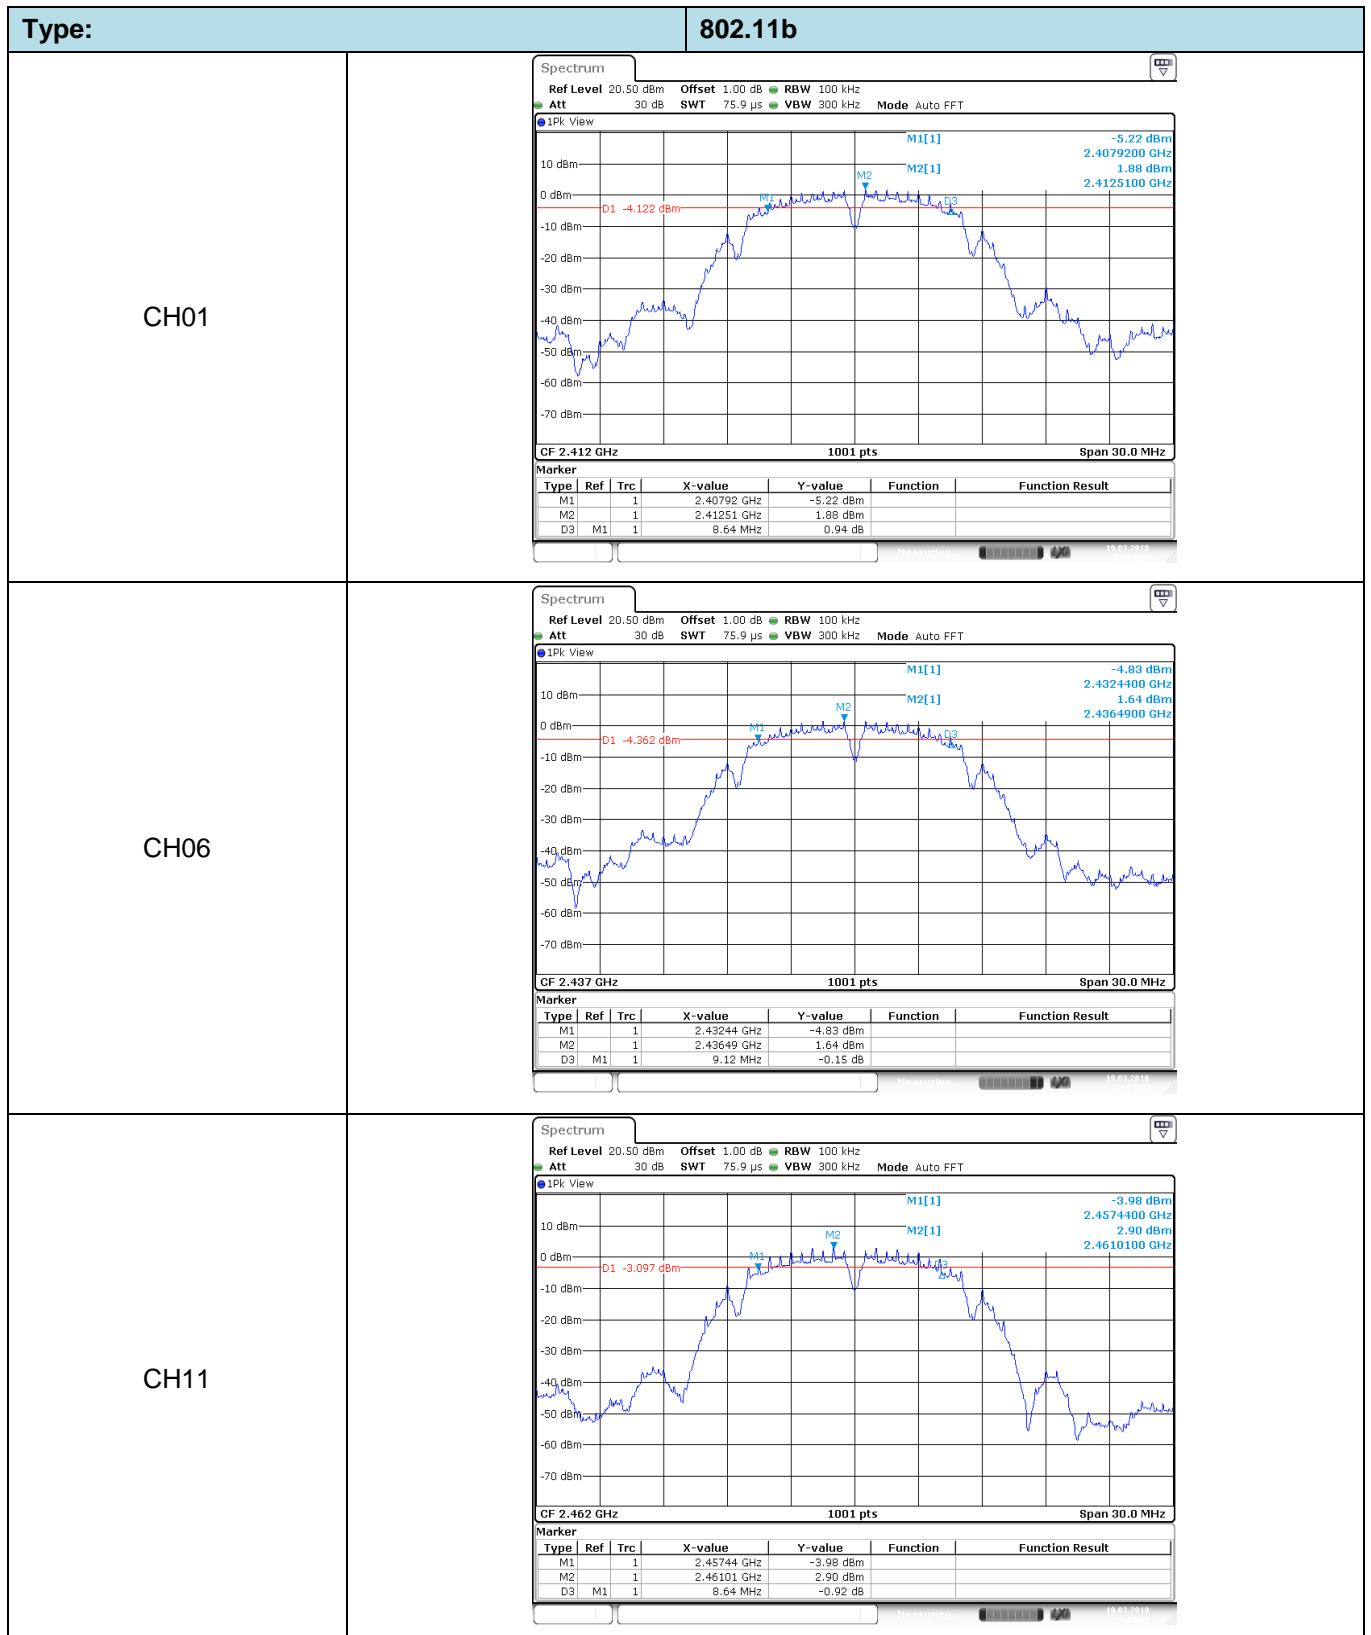 Type: 802.11b
CH01
Spectrum
Ref Level 20.50 dBm Offset 1.00 dB RBW 100 kHz
Att 30 dB SWT 75.9 µs VBW 300 kHz Mode Auto FFT
1Pk View
M1[1] -5.22 dBm
2.4079200 GHz
10 dBm
M2[1] 1.88 dBm
2.4125100 GHz
M2
0 dBm
M1
D3
D1 -4.122 dBm
-10 dBm
-20 dBm
-30 dBm
-40 dBm
-50 dBm
-60 dBm
-70 dBm
CF 2.412 GHz 1001 pts Span 30.0 MHz
Marker
Type Ref Trc X-value Y-value Function Function Result
M1 1 2.40792 GHz -5.22 dBm
M2 1 2.41251 GHz 1.88 dBm
D3 M1 1 8.64 MHz 0.94 dB
Measuring... 19.03.2018
CH06
Spectrum
Ref Level 20.50 dBm Offset 1.00 dB RBW 100 kHz
Att 30 dB SWT 75.9 µs VBW 300 kHz Mode Auto FFT
1Pk View
M1[1] -4.83 dBm
2.4324400 GHz
10 dBm
M2[1] 1.64 dBm
2.4364900 GHz
M2
0 dBm
M1
D3
D1 -4.362 dBm
-10 dBm
-20 dBm
-30 dBm
-40 dBm
-50 dBm
-60 dBm
-70 dBm
CF 2.437 GHz 1001 pts Span 30.0 MHz
Marker
Type Ref Trc X-value Y-value Function Function Result
M1 1 2.43244 GHz -4.83 dBm
M2 1 2.43649 GHz 1.64 dBm
D3 M1 1 9.12 MHz -0.15 dB
Measuring... 19.03.2018
CH11
Spectrum
Ref Level 20.50 dBm Offset 1.00 dB RBW 100 kHz
Att 30 dB SWT 75.9 µs VBW 300 kHz Mode Auto FFT
1Pk View
M1[1] -3.98 dBm
2.4574400 GHz
10 dBm
M2[1] 2.90 dBm
2.4610100 GHz
M2
0 dBm
M1
D3
D1 -3.097 dBm
-10 dBm
-20 dBm
-30 dBm
-40 dBm
-50 dBm
-60 dBm
-70 dBm
CF 2.462 GHz 1001 pts Span 30.0 MHz
Marker
Type Ref Trc X-value Y-value Function Function Result
M1 1 2.45744 GHz -3.98 dBm
M2 1 2.46101 GHz 2.90 dBm
D3 M1 1 8.64 MHz -0.92 dB
Measuring... 19.03.2018